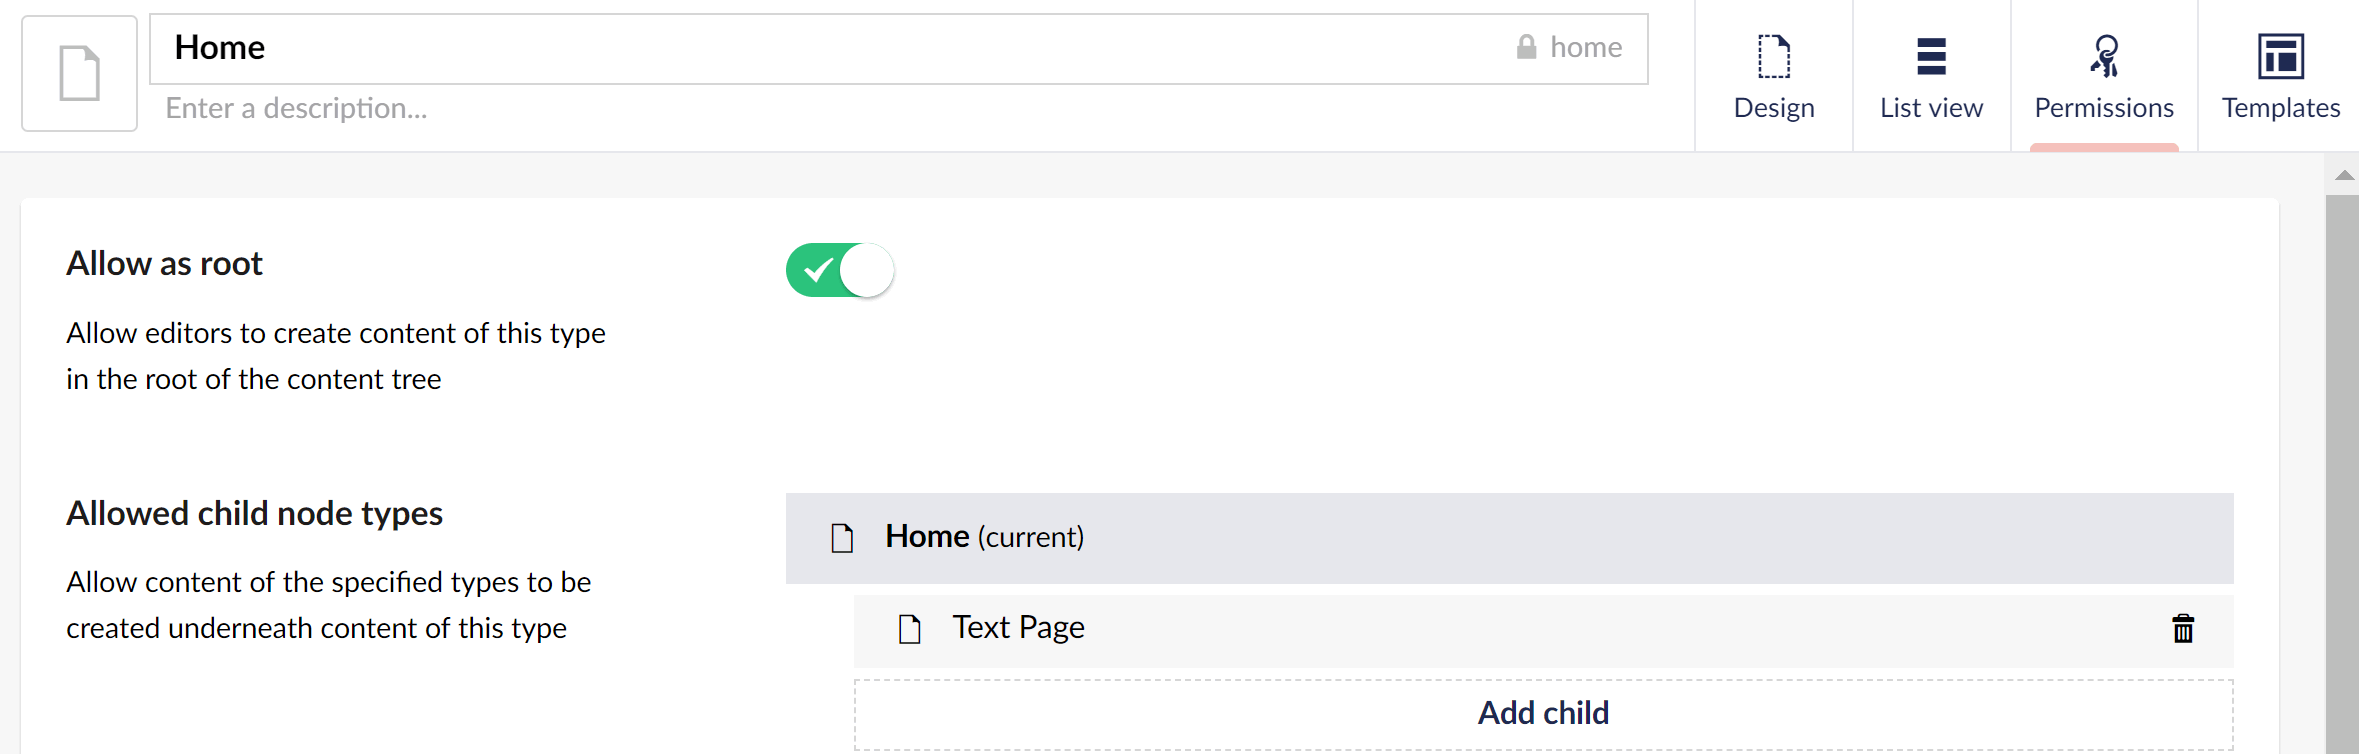 Home
home
Enter a description...
Design
List view
Permissions
Templates
Allow as root
Allow editors to create content of this type
in the root of the content tree
Allowed child node types
Allow content of the specified types to be
created underneath content of this type
Home (current)
Text Page
Add child